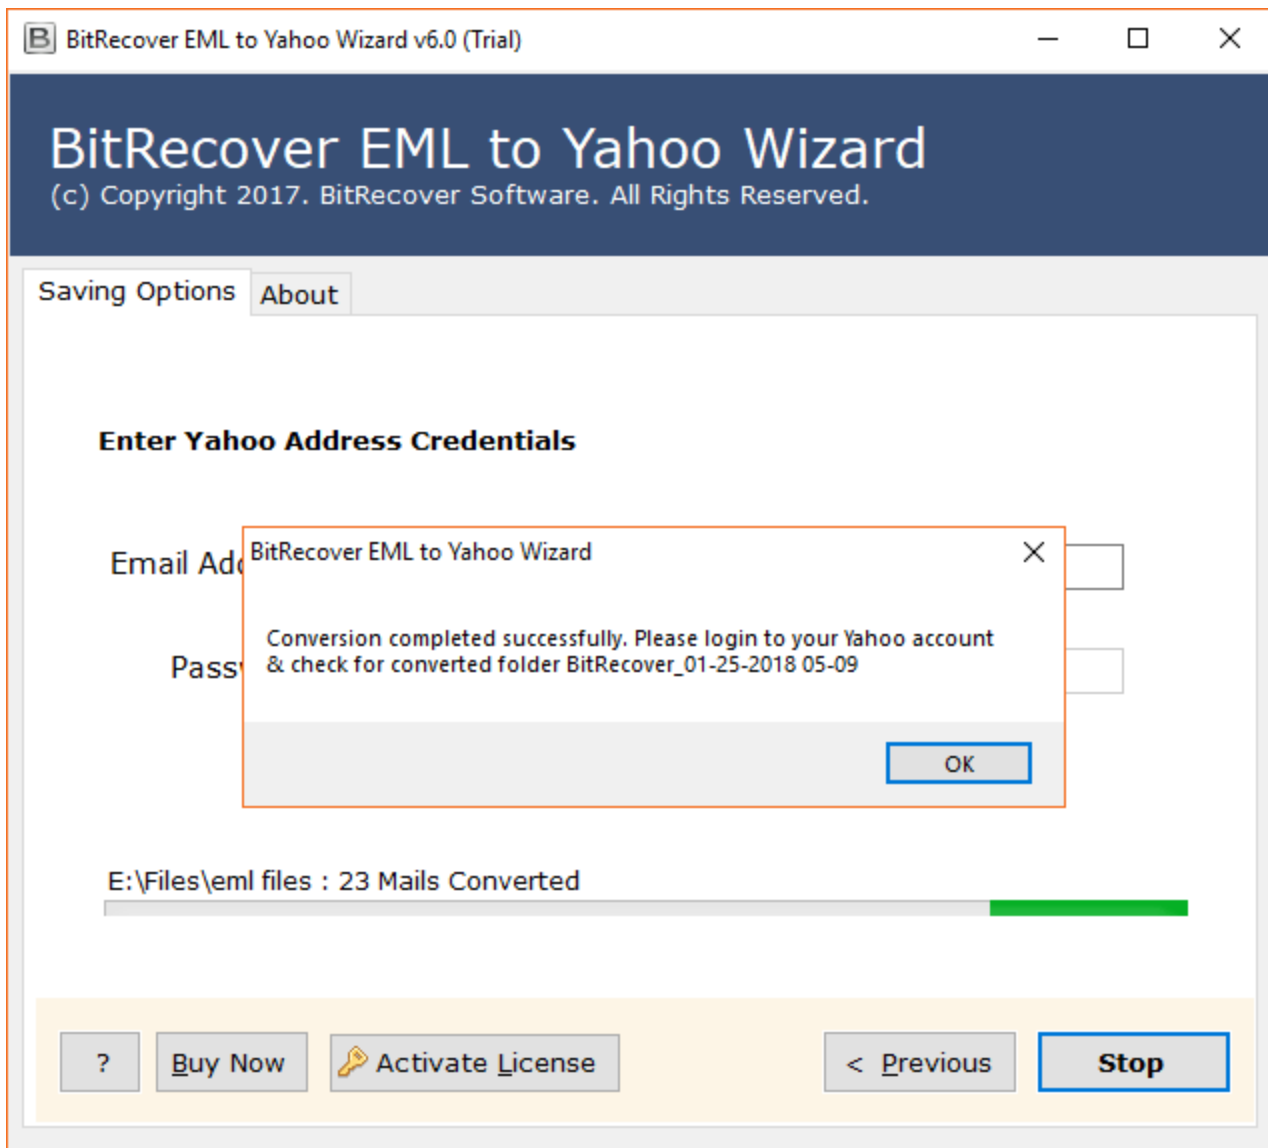 BitRecover EML to Yahoo Wizard v6.0 (Trial)
BitRecover EML to Yahoo Wizard
(c) Copyright 2017. BitRecover Software. All Rights Reserved.
Saving Options About
Enter Yahoo Address Credentials
Email
BitRecover EML to Yahoo Wizard
Conversion completed successfully. Please login to your Yahoo account
& check for converted folder BitRecover_01-25-2018 05-09
OK
E:\Files\eml files : 23 Mails Converted
? Buy Now Activate License < Previous Stop